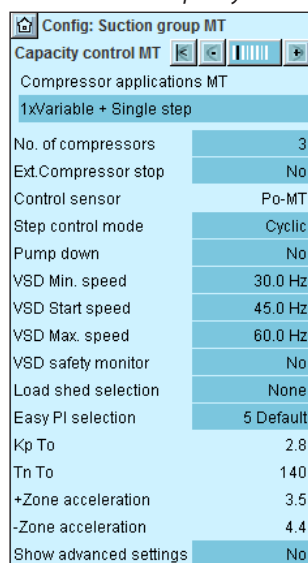 Config: Suction group MT
Capacity control MT
Compressor applications MT
1xVariable + Single step
No. of compressors 3
Ext.Compressor stop No
Control sensor Po-MT
Step control mode Cyclic
Pump down No
VSD Min. speed 30.0 Hz
VSD Start speed 45.0 Hz
VSD Max. speed 60.0 Hz
VSD safety monitor No
Load shed selection None
Easy PI selection 5 Default
Kp To 2.8
Tn To 140
+Zone acceleration 3.5
-Zone acceleration 4.4
Show advanced settings No